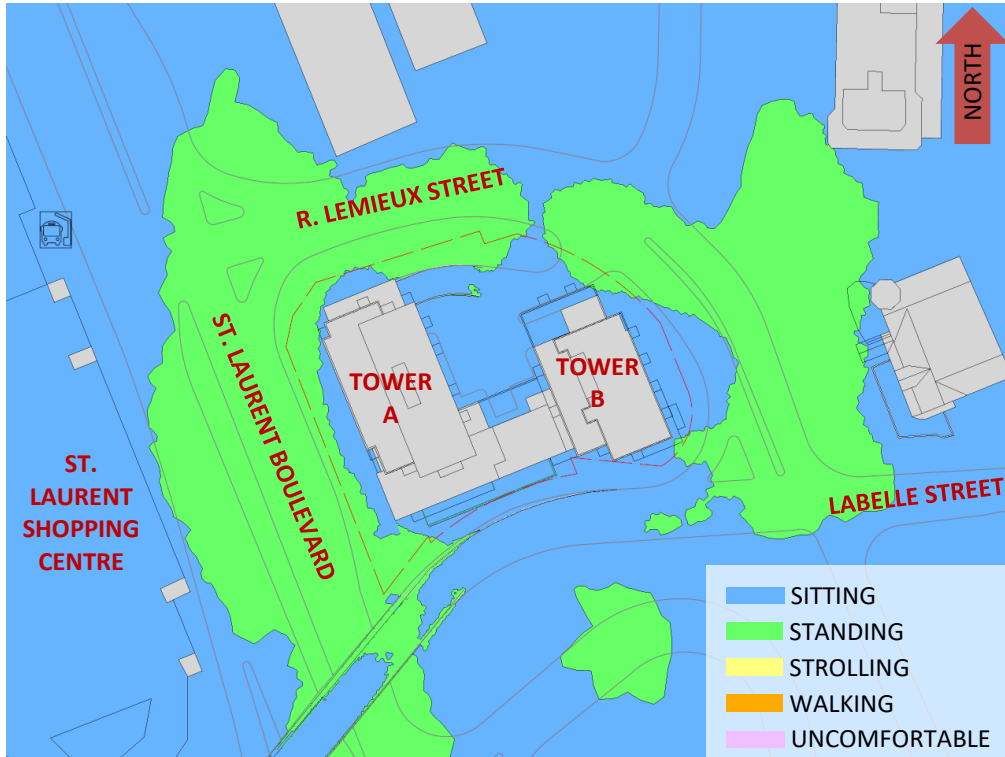 NORTH
R. LEMIEUX STREET
ST. LAURENT BOULEVARD
TOWER
A
TOWER
B
ST.
LAURENT
SHOPPING
CENTRE
LABELLE STREET
SITTING
STANDING
STROLLING
WALKING
UNCOMFORTABLE